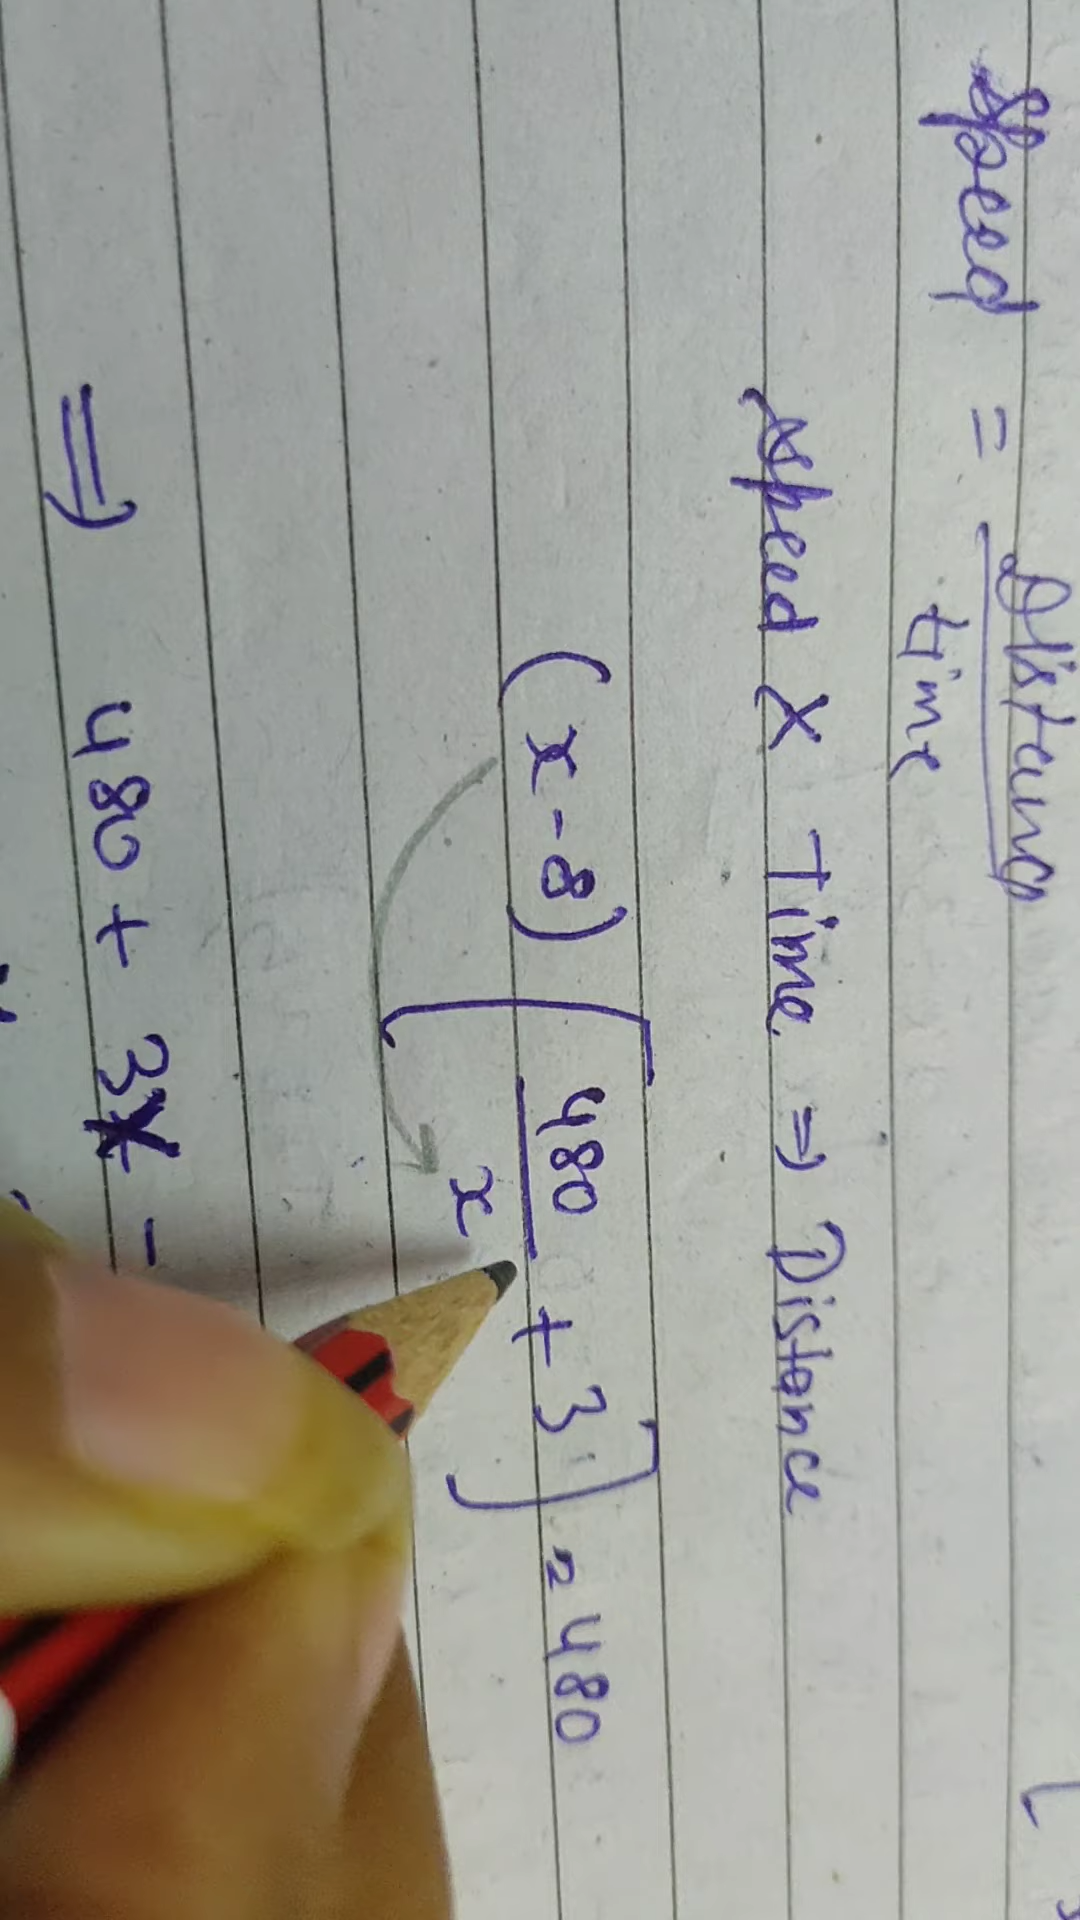 Speed = Distance / time
Speed X Time ⇒ Distance
(x - 8) [ 480/x + 3 ] = 480
⇒ 480 + 3x -